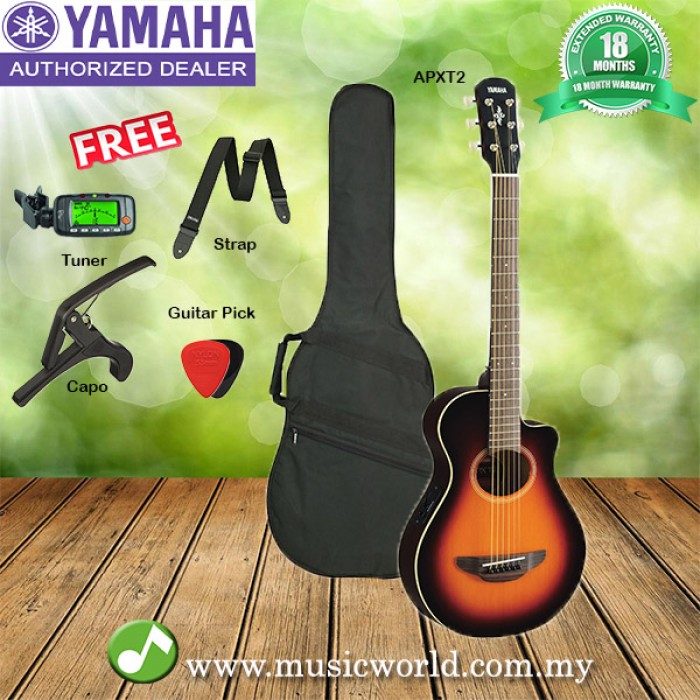 YAMAHA
AUTHORIZED DEALER
EXTENDED WARRANTY
18
MONTHS
18 MONTH WARRANTY
APXT2
YAMAHA
FREE
Strap
Tuner
Guitar Pick
NYLON
Capo
www.musicworld.com.my